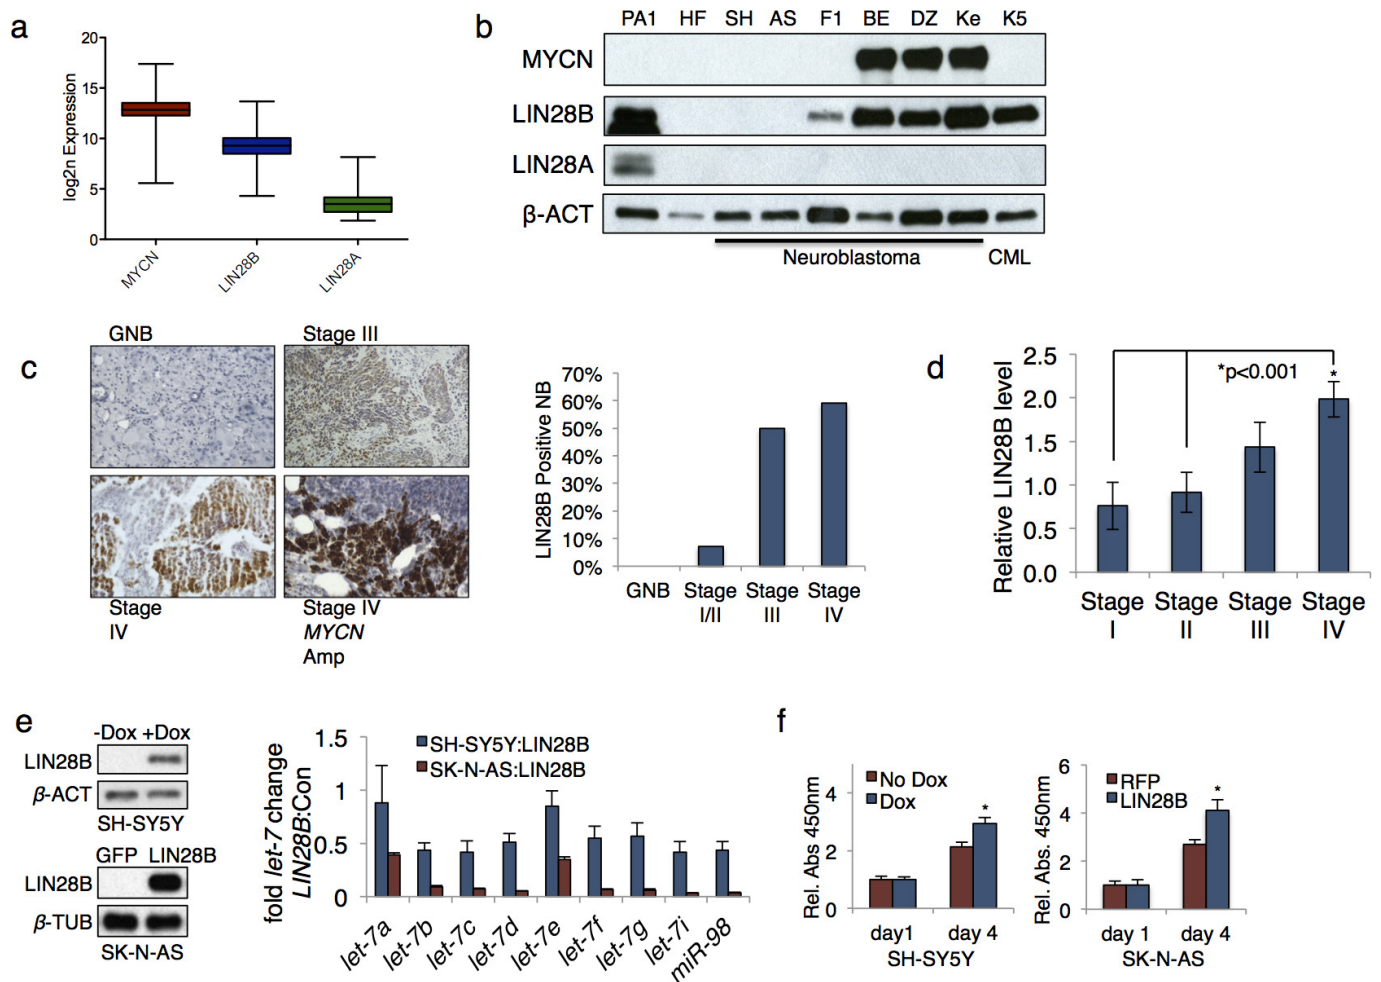 a
20
15
10
5
0
log2n Expression
MYCN
LIN28B
LIN28A
b
PA1 HF SH AS F1 BE DZ Ke K5
MYCN
LIN28B
LIN28A
β-ACT
Neuroblastoma
CML
c
GNB
Stage III
Stage
IV
Stage IV
MYCN
Amp
LIN28B Positive NB
70%
60%
50%
40%
30%
20%
10%
0%
GNB
Stage
I/II
Stage
III
Stage
IV
d
Relative LIN28B level
2.5
2.0
1.5
1.0
0.5
0.0
*p<0.001
*
Stage
I
Stage
II
Stage
III
Stage
IV
e
-Dox +Dox
LIN28B
β-ACT
SH-SY5Y
GFP LIN28B
LIN28B
β-TUB
SK-N-AS
fold let-7 change
LIN28B:Con
1.5
1
0.5
0
SH-SY5Y:LIN28B
SK-N-AS:LIN28B
let-7a
let-7b
let-7c
let-7d
let-7e
let-7f
let-7g
let-7i
miR-98
f
Rel. Abs 450nm
4
2
0
No Dox
Dox
*
day1
day 4
SH-SY5Y
Rel. Abs. 450nm
6
4
2
0
RFP
LIN28B
*
day 1
day 4
SK-N-AS